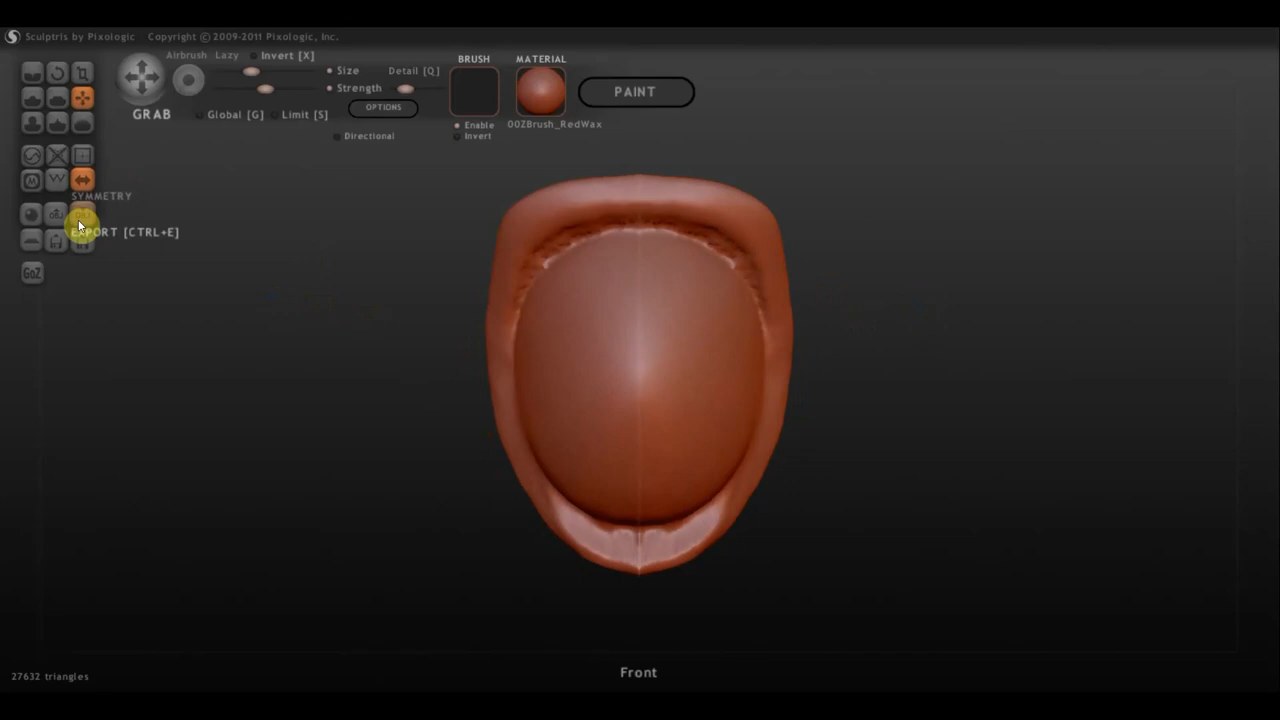 Sculptris by Pixologic Copyright © 2009-2011 Pixologic, Inc.
Airbrush Lazy Invert [X]
Size Detail [Q]
Strength
GRAB
Global [G] Limit [S]
OPTIONS
Directional
BRUSH
Enable
Invert
MATERIAL
00ZBrush_RedWax
PAINT
SYMMETRY
OBJ
EXPORT [CTRL+E]
GoZ
27632 triangles
Front